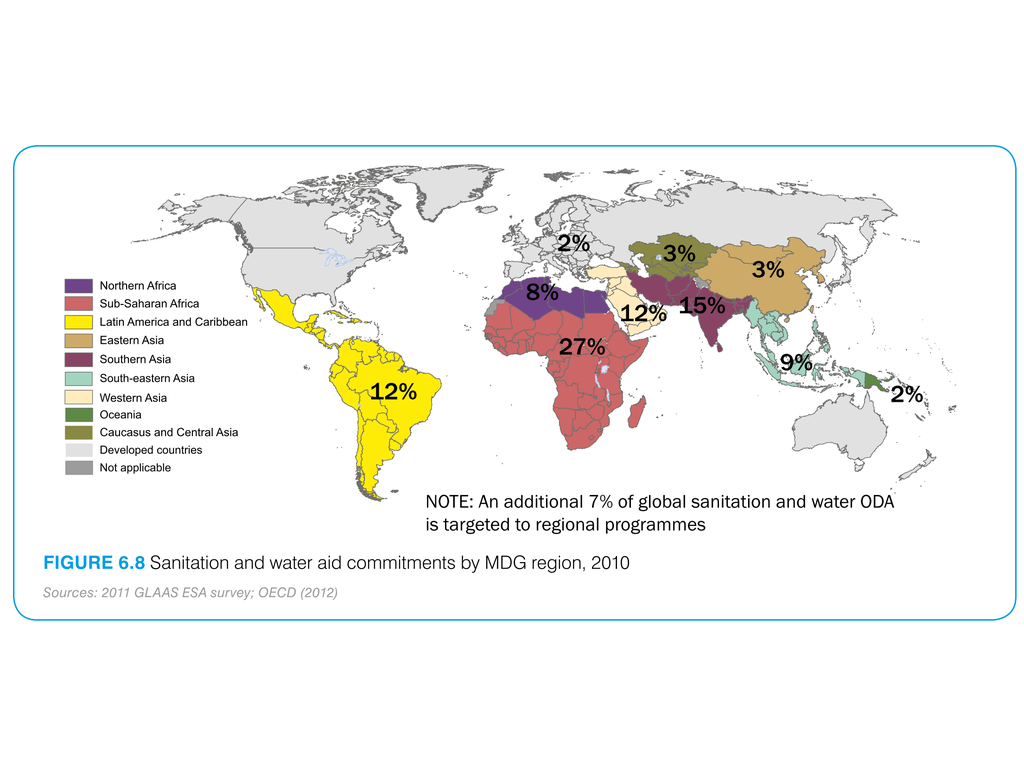 2%
3%
3%
8%
12%
15%
27%
9%
12%
2%
Northern Africa
Sub-Saharan Africa
Latin America and Caribbean
Eastern Asia
Southern Asia
South-eastern Asia
Western Asia
Oceania
Caucasus and Central Asia
Developed countries
Not applicable
NOTE: An additional 7% of global sanitation and water ODA
is targeted to regional programmes
FIGURE 6.8 Sanitation and water aid commitments by MDG region, 2010
Sources: 2011 GLAAS ESA survey; OECD (2012)